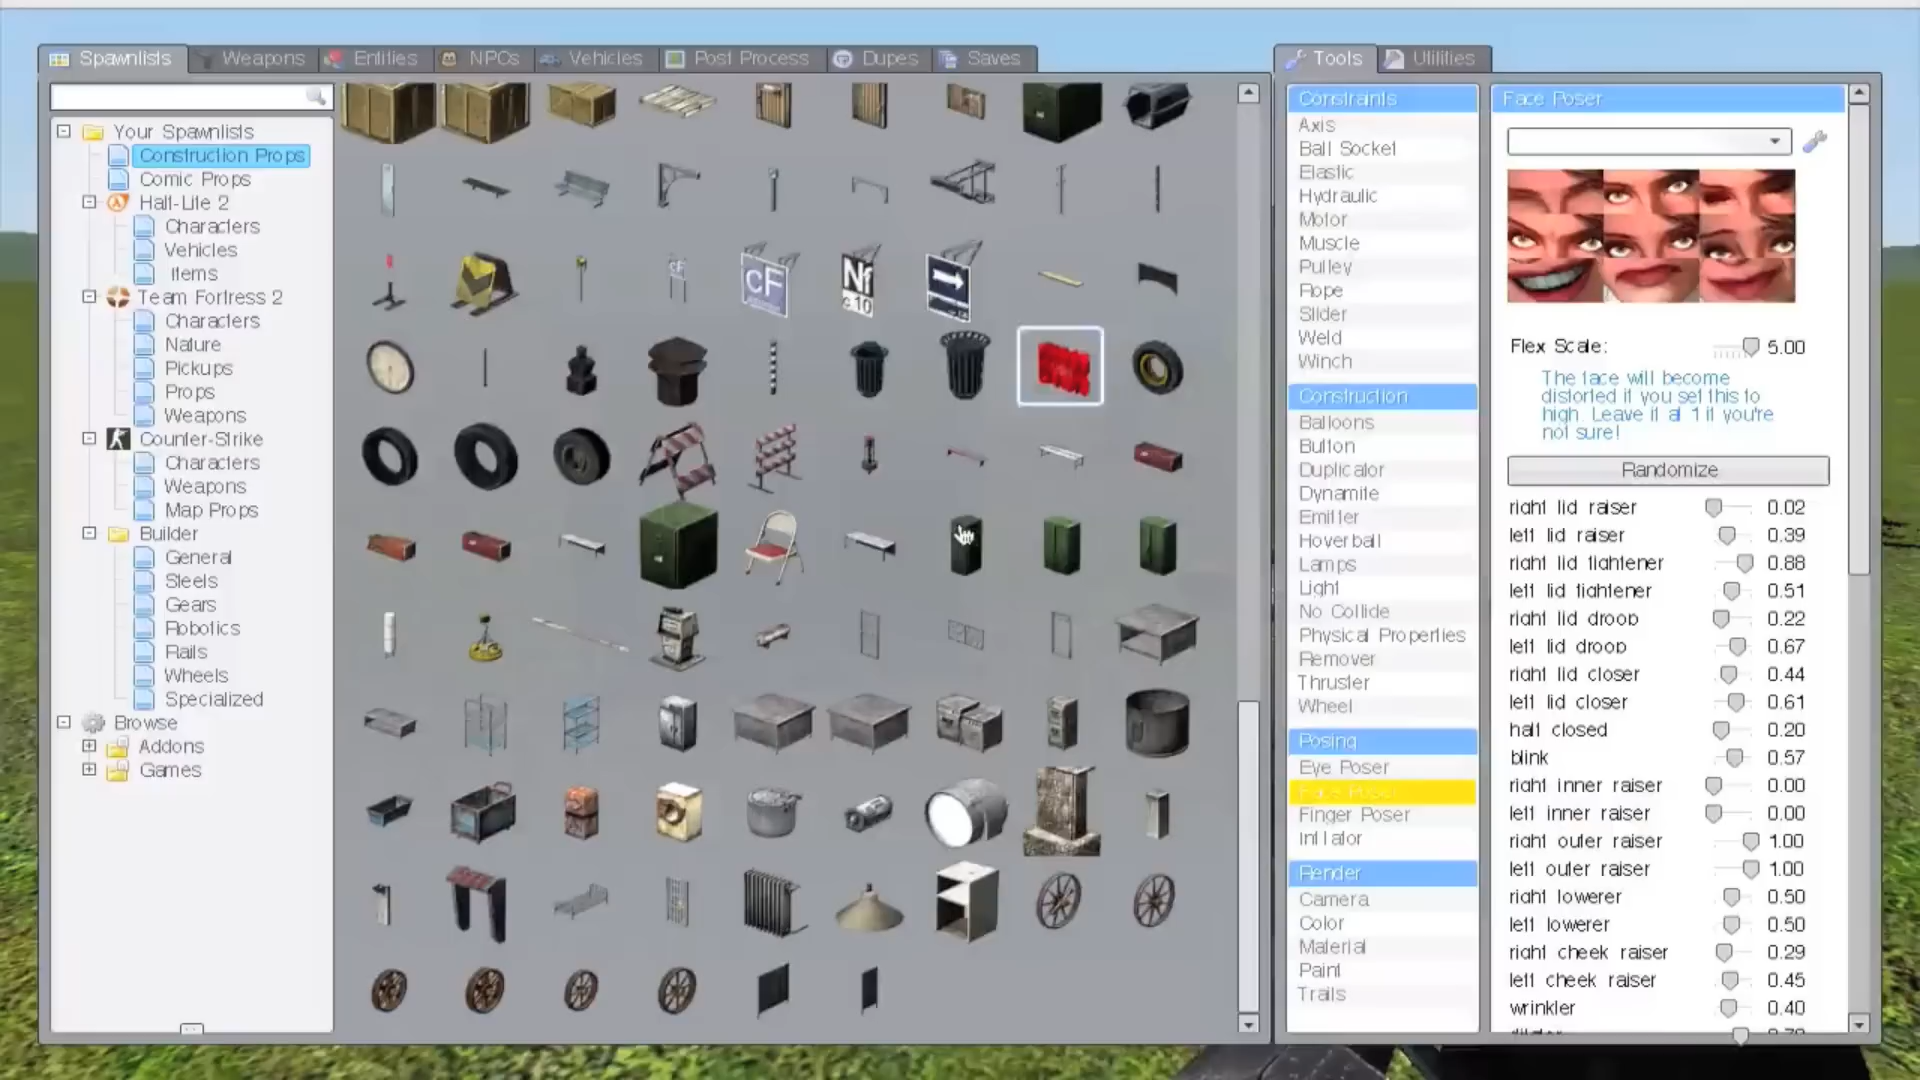 Spawnlists Weapons Entities NPCs Vehicles Post Process Dupes Saves
Tools Utilities
Your Spawnlists
Construction Props
Comic Props
Half-Life 2
Characters
Vehicles
Items
Team Fortress 2
Characters
Nature
Pickups
Props
Weapons
Counter-Strike
Characters
Weapons
Map Props
Builder
General
Steels
Gears
Robotics
Rails
Wheels
Specialized
Browse
Addons
Games
cF
cF
Nf
c10
Constraints
Axis
Ball Socket
Elastic
Hydraulic
Motor
Muscle
Pulley
Rope
Slider
Weld
Winch
Construction
Balloons
Button
Duplicator
Dynamite
Emitter
Hoverball
Lamps
Light
No Collide
Physical Properties
Remover
Thruster
Wheel
Posing
Eye Poser
Face Poser
Finger Poser
Inflator
Render
Camera
Color
Material
Paint
Trails
Face Poser
Flex Scale: 5.00
The face will become
distorted if you set this to
high. Leave it at 1 if you're
not sure!
Randomize
right lid raiser 0.02
left lid raiser 0.39
right lid tightener 0.88
left lid tightener 0.51
right lid droop 0.22
left lid droop 0.67
right lid closer 0.44
left lid closer 0.61
half closed 0.20
blink 0.57
right inner raiser 0.00
left inner raiser 0.00
right outer raiser 1.00
left outer raiser 1.00
right lowerer 0.50
left lowerer 0.50
right cheek raiser 0.29
left cheek raiser 0.45
wrinkler 0.40